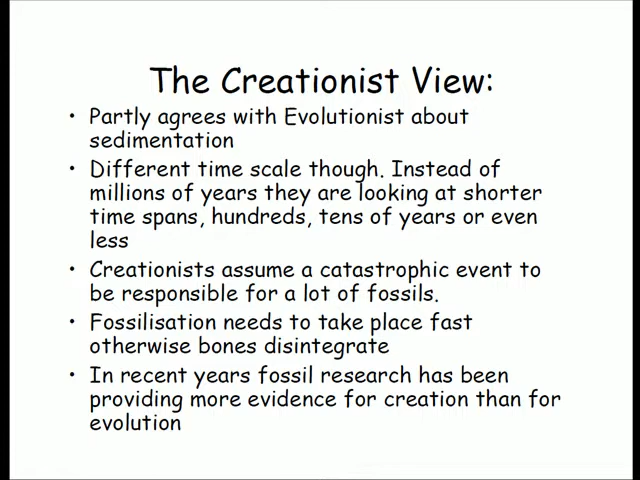 The Creationist View:
• Partly agrees with Evolutionist about
sedimentation
• Different time scale though. Instead of
millions of years they are looking at shorter
time spans, hundreds, tens of years or even
less
• Creationists assume a catastrophic event to
be responsible for a lot of fossils.
• Fossilisation needs to take place fast
otherwise bones disintegrate
• In recent years fossil research has been
providing more evidence for creation than for
evolution